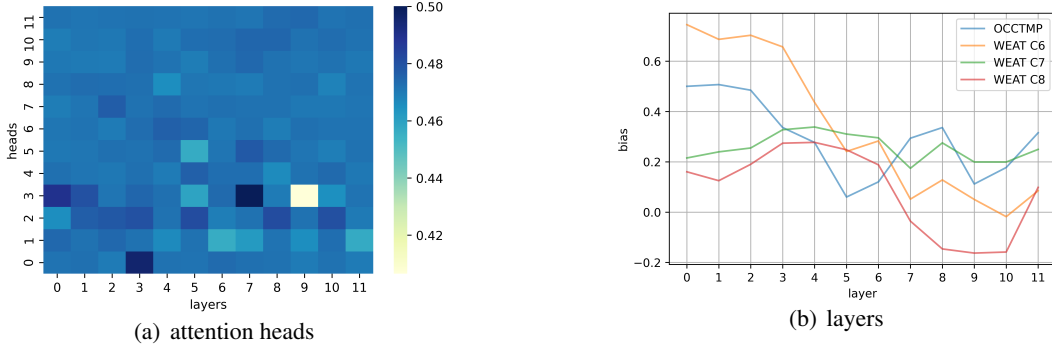 11
10
9
8
7
6
5
4
3
2
1
0
heads
0 1 2 3 4 5 6 7 8 9 10 11
layers
0.50
0.48
0.46
0.44
0.42
(a) attention heads
OCCTMP
WEAT C6
WEAT C7
WEAT C8
0.6
0.4
0.2
0.0
−0.2
bias
0 1 2 3 4 5 6 7 8 9 10 11
layer
(b) layers